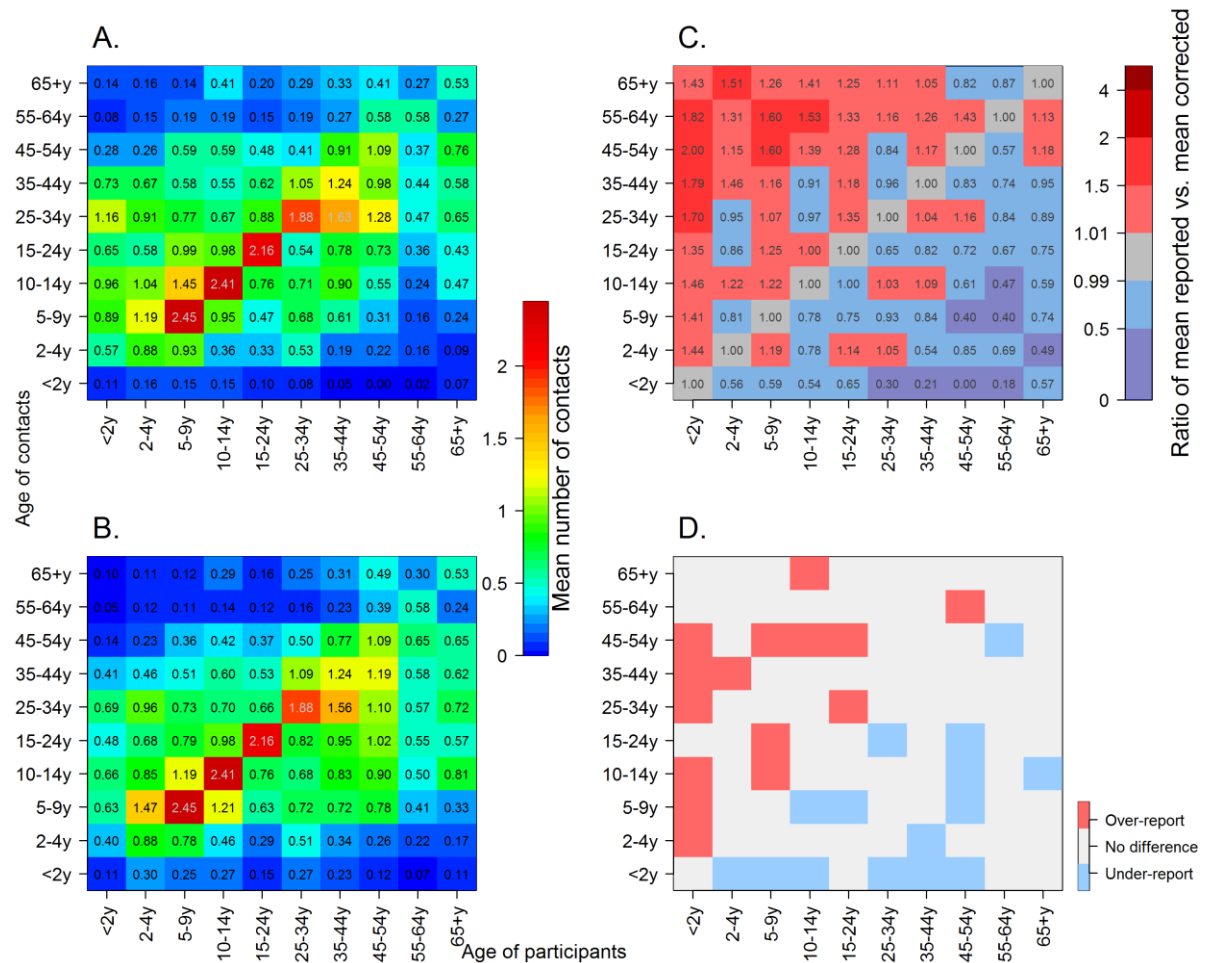 A.
65+y 0.14 0.16 0.14 0.41 0.20 0.29 0.33 0.41 0.27 0.53
55-64y 0.08 0.15 0.19 0.19 0.15 0.19 0.27 0.58 0.58 0.27
45-54y 0.28 0.26 0.59 0.59 0.48 0.41 0.91 1.09 0.37 0.76
35-44y 0.73 0.67 0.58 0.55 0.62 1.05 1.24 0.98 0.44 0.58
25-34y 1.16 0.91 0.77 0.67 0.88 1.88 1.63 1.28 0.47 0.65
15-24y 0.65 0.58 0.99 0.98 2.16 0.54 0.78 0.73 0.36 0.43
10-14y 0.96 1.04 1.45 2.41 0.76 0.71 0.90 0.55 0.24 0.47
5-9y 0.89 1.19 2.45 0.95 0.47 0.68 0.61 0.31 0.16 0.24
2-4y 0.57 0.88 0.93 0.36 0.33 0.53 0.19 0.22 0.16 0.09
<2y 0.11 0.16 0.15 0.15 0.10 0.08 0.05 0.00 0.02 0.07
<2y 2-4y 5-9y 10-14y 15-24y 25-34y 35-44y 45-54y 55-64y 65+y
Age of contacts
2
1.5
1
0.5
0
Mean number of contacts
C.
65+y 1.43 1.51 1.26 1.41 1.25 1.11 1.05 0.82 0.87 1.00
55-64y 1.82 1.31 1.60 1.53 1.33 1.16 1.26 1.43 1.00 1.13
45-54y 2.00 1.15 1.60 1.39 1.28 0.84 1.17 1.00 0.57 1.18
35-44y 1.79 1.46 1.16 0.91 1.18 0.96 1.00 0.83 0.74 0.95
25-34y 1.70 0.95 1.07 0.97 1.35 1.00 1.04 1.16 0.84 0.89
15-24y 1.35 0.86 1.25 1.00 1.00 0.65 0.82 0.72 0.67 0.75
10-14y 1.46 1.22 1.22 1.00 1.00 1.03 1.09 0.61 0.47 0.59
5-9y 1.41 0.81 1.00 0.78 0.75 0.93 0.84 0.40 0.40 0.74
2-4y 1.44 1.00 1.19 0.78 1.14 1.05 0.54 0.85 0.69 0.49
<2y 1.00 0.56 0.59 0.54 0.65 0.30 0.21 0.00 0.18 0.57
<2y 2-4y 5-9y 10-14y 15-24y 25-34y 35-44y 45-54y 55-64y 65+y
4
2
1.5
1.01
0.99
0.5
0
Ratio of mean reported vs. mean corrected
B.
65+y 0.10 0.11 0.12 0.29 0.16 0.25 0.31 0.49 0.30 0.53
55-64y 0.05 0.12 0.11 0.14 0.12 0.16 0.23 0.39 0.58 0.24
45-54y 0.14 0.23 0.36 0.42 0.37 0.50 0.77 1.09 0.65 0.65
35-44y 0.41 0.46 0.51 0.60 0.53 1.09 1.24 1.19 0.58 0.62
25-34y 0.69 0.96 0.73 0.70 0.66 1.88 1.56 1.10 0.57 0.72
15-24y 0.48 0.68 0.79 0.98 2.16 0.82 0.95 1.02 0.55 0.57
10-14y 0.66 0.85 1.19 2.41 0.76 0.68 0.83 0.90 0.50 0.81
5-9y 0.63 1.47 2.45 1.21 0.63 0.72 0.72 0.78 0.41 0.33
2-4y 0.40 0.88 0.78 0.46 0.29 0.51 0.34 0.26 0.22 0.17
<2y 0.11 0.30 0.25 0.27 0.15 0.27 0.23 0.12 0.07 0.11
<2y 2-4y 5-9y 10-14y 15-24y 25-34y 35-44y 45-54y 55-64y 65+y
Age of participants
D.
65+y
55-64y
45-54y
35-44y
25-34y
15-24y
10-14y
5-9y
2-4y
<2y
<2y 2-4y 5-9y 10-14y 15-24y 25-34y 35-44y 45-54y 55-64y 65+y
Over-report
No difference
Under-report